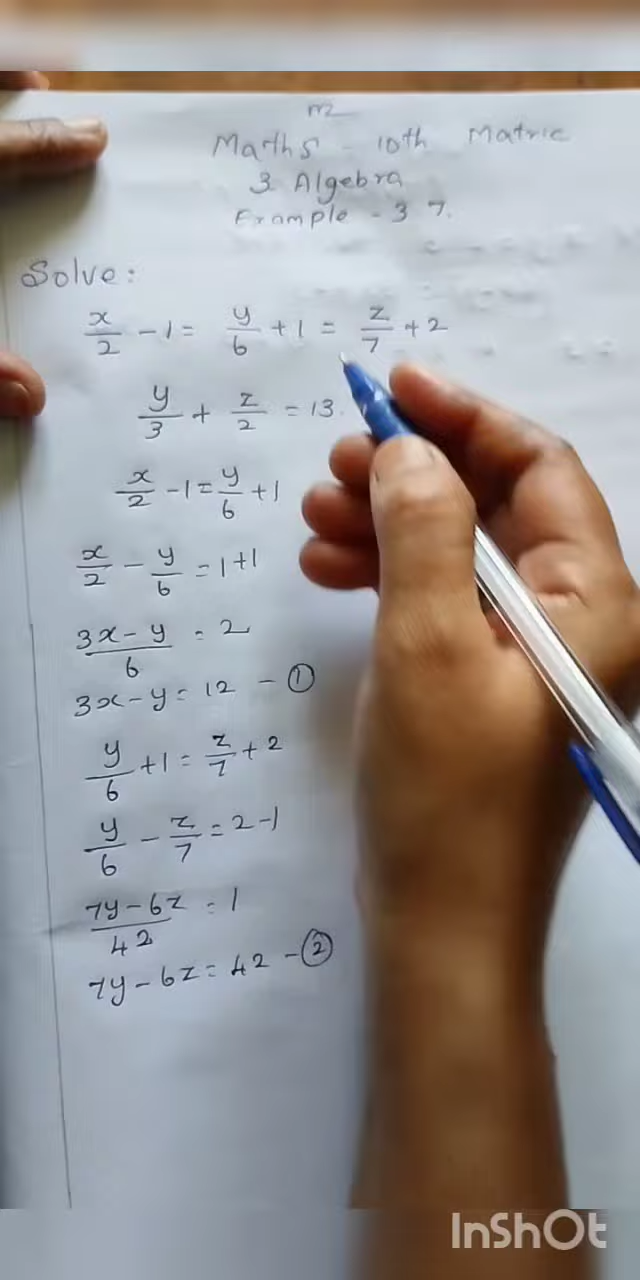 m2
Maths - 10th Matric
3 Algebra
Example - 3 7.
Solve:
x/2 - 1 = y/6 + 1 = z/7 + 2
y/3 + z/2 = 13.
x/2 - 1 = y/6 + 1
x/2 - y/6 = 1+1
3x - y/6 = 2
3x - y = 12 - ①
y/6 + 1 = z/7 + 2
y/6 - z/7 = 2 - 1
7y - 6z/42 = 1
7y - 6z = 42 - ②
InShOt